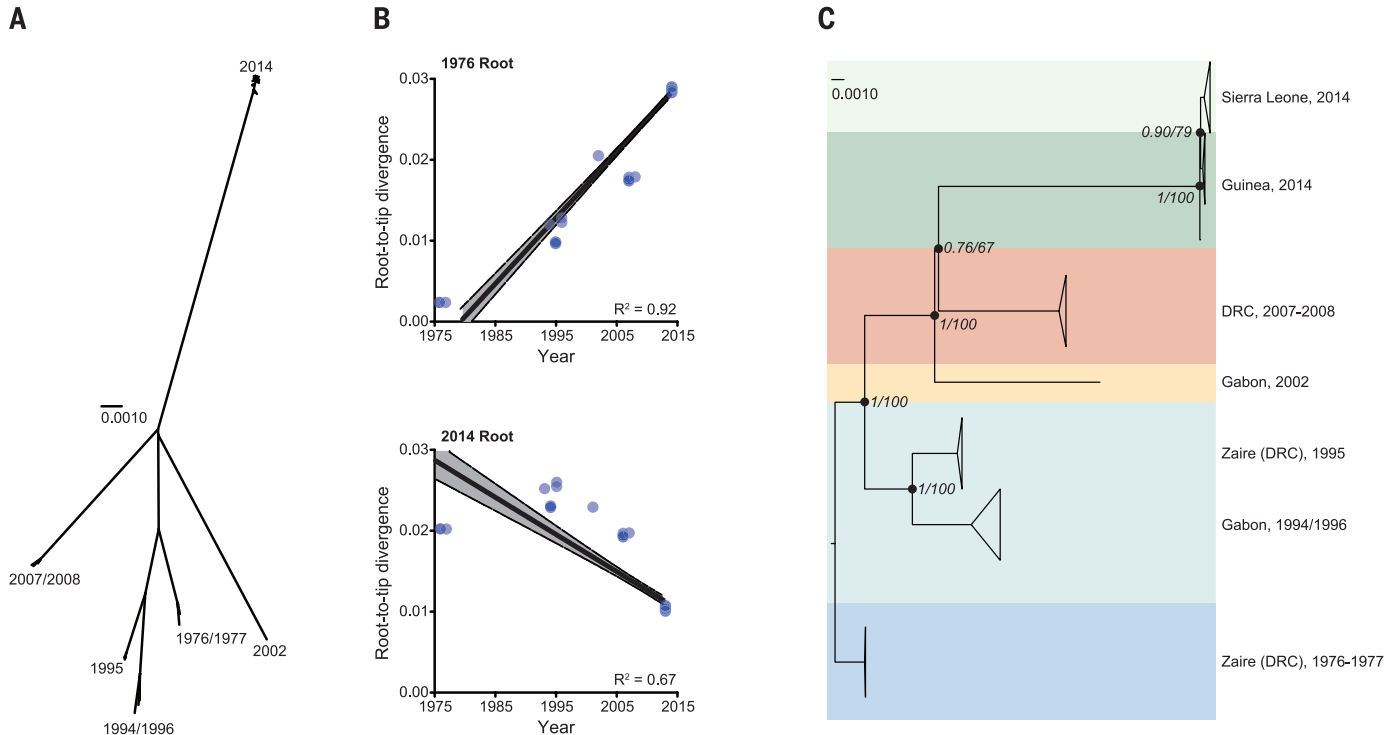 A
2014
0.0010
2007/2008
1976/1977
2002
1995
1994/1996
B
1976 Root
0.03
0.02
0.01
0.00
Root-to-tip divergence
R² = 0.92
1975 1985 1995 2005 2015
Year
2014 Root
0.03
0.02
0.01
0.00
Root-to-tip divergence
R² = 0.67
1975 1985 1995 2005 2015
Year
C
0.0010
Sierra Leone, 2014
0.90/79
Guinea, 2014
1/100
0.76/67
DRC, 2007-2008
1/100
Gabon, 2002
1/100
Zaire (DRC), 1995
1/100
Gabon, 1994/1996
Zaire (DRC), 1976-1977